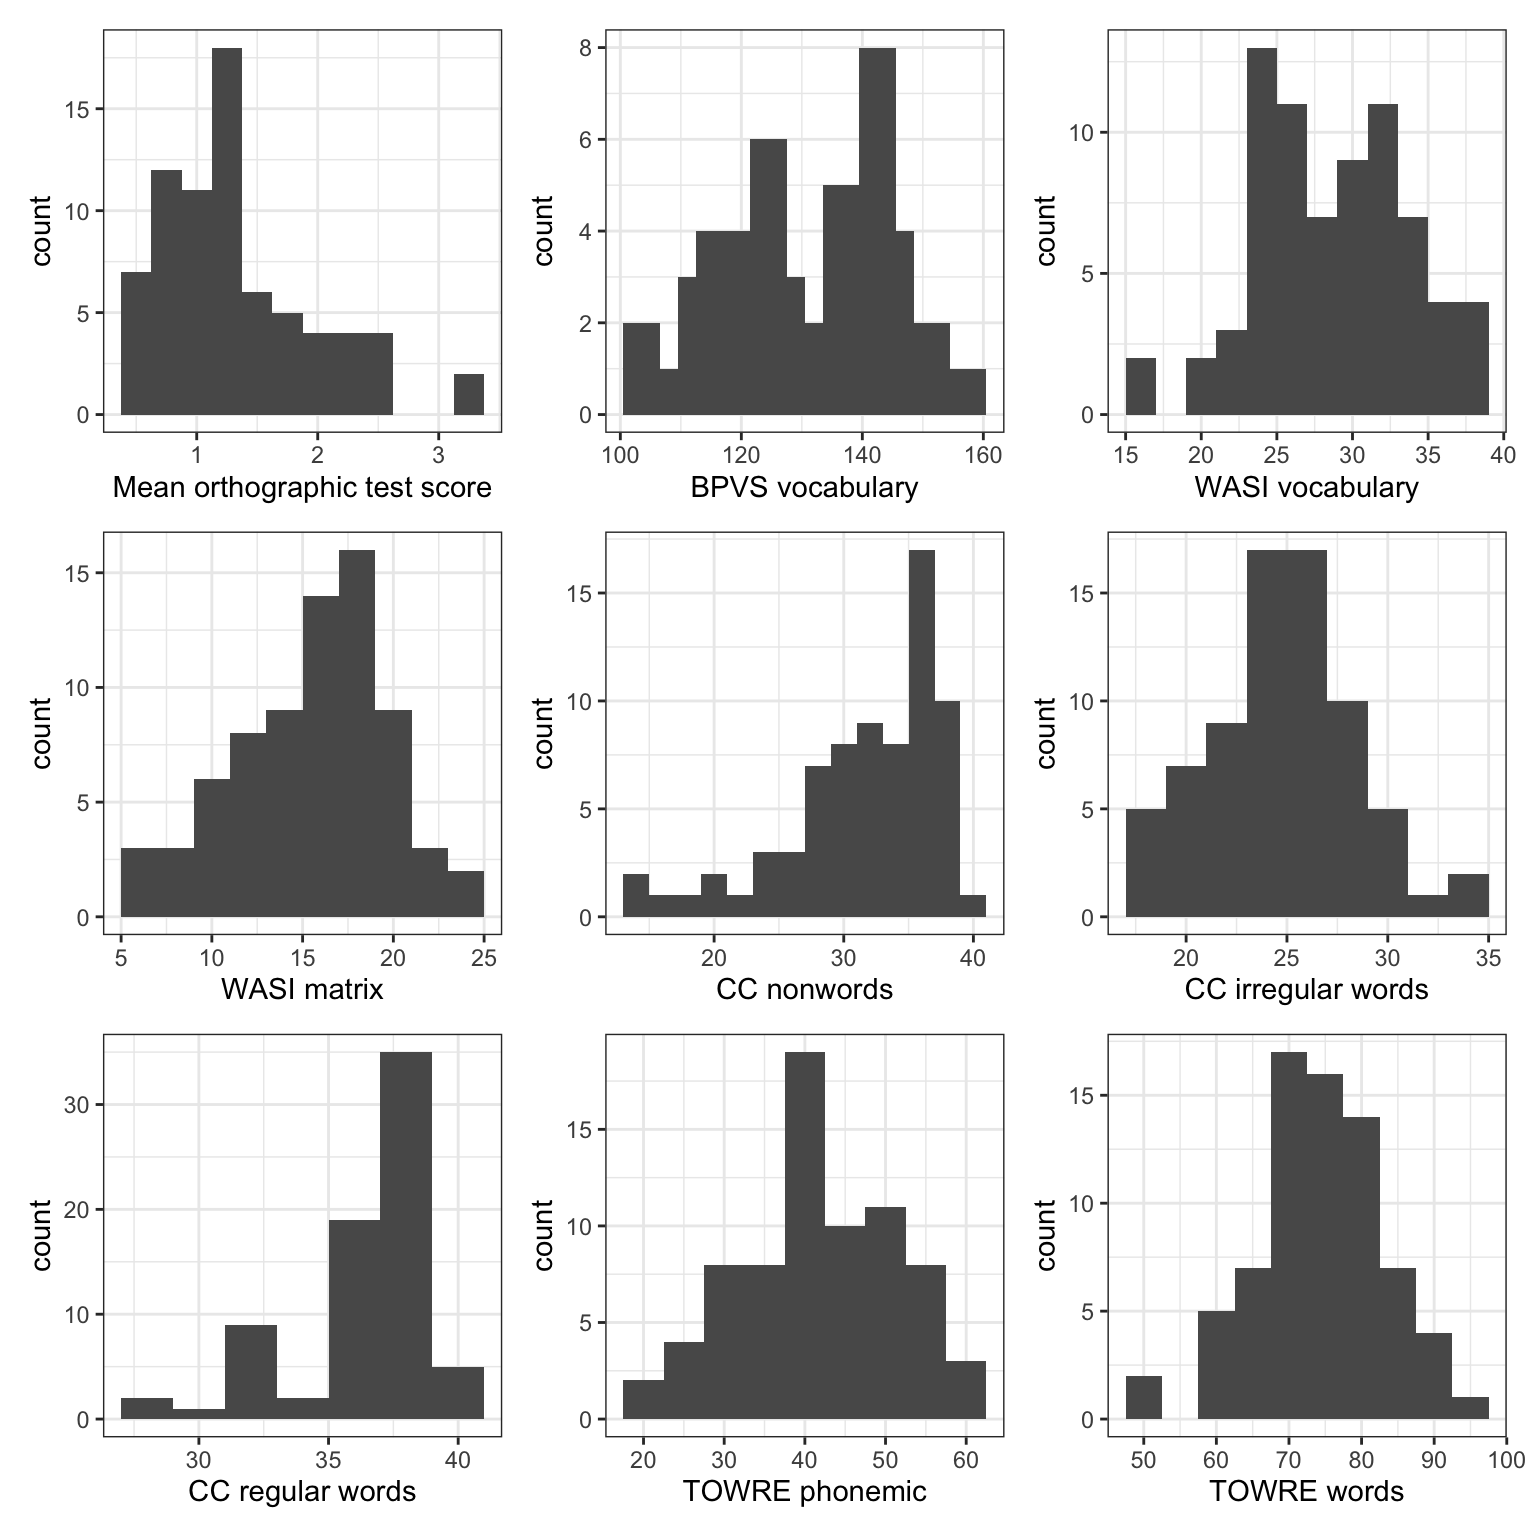 count
15
10
5
0
1 2 3
Mean orthographic test score
count
8
6
4
2
0
100 120 140 160
BPVS vocabulary
count
10
5
0
15 20 25 30 35 40
WASI vocabulary
count
15
10
5
0
5 10 15 20 25
WASI matrix
count
15
10
5
0
20 30 40
CC nonwords
count
15
10
5
0
20 25 30 35
CC irregular words
count
30
20
10
0
30 35 40
CC regular words
count
15
10
5
0
20 30 40 50 60
TOWRE phonemic
count
15
10
5
0
50 60 70 80 90 100
TOWRE words